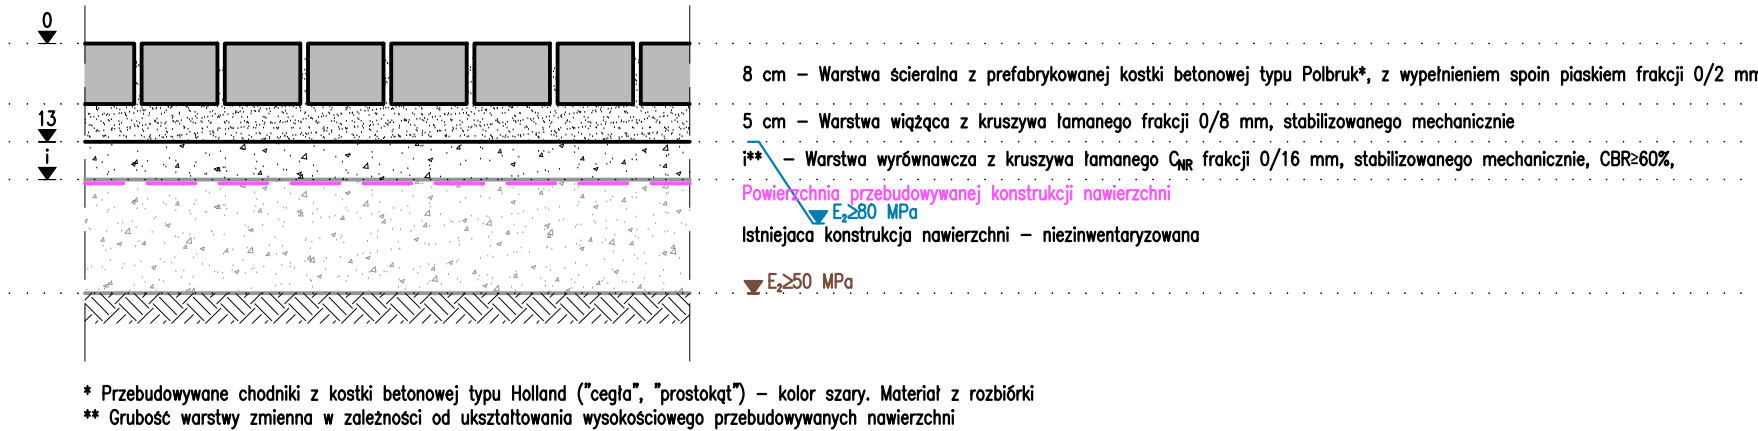 0
8 cm – Warstwa ścieralna z prefabrykowanej kostki betonowej typu Polbruk*, z wypełnieniem spoin piaskiem frakcji 0/2 mm
13
5 cm – Warstwa wiążąca z kruszywa łamanego frakcji 0/8 mm, stabilizowanego mechanicznie
i
i** – Warstwa wyrównawcza z kruszywa łamanego CNR frakcji 0/16 mm, stabilizowanego mechanicznie, CBR≥60%,
Powierzchnia przebudowywanej konstrukcji nawierzchni
E2≥80 MPa
Istniejaca konstrukcja nawierzchni – niezinwentaryzowana
E2≥50 MPa
* Przebudowywane chodniki z kostki betonowej typu Holland ("cegła", "prostokąt") – kolor szary. Materiał z rozbiórki
** Grubość warstwy zmienna w zależności od ukształtowania wysokościowego przebudowywanych nawierzchni